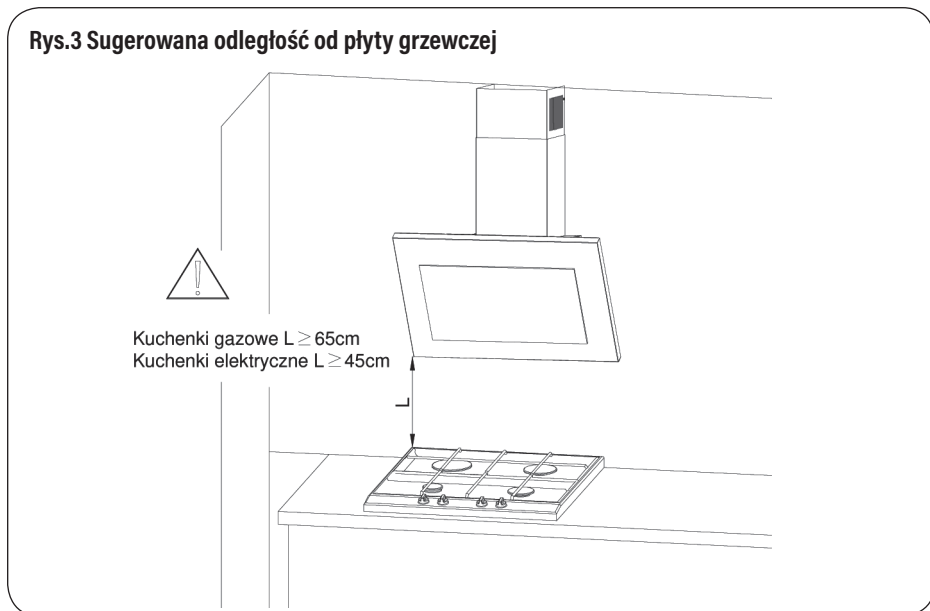 Rys.3 Sugerowana odległość od płyty grzewczej
Kuchenki gazowe L ≥ 65cm
Kuchenki elektryczne L ≥ 45cm
L